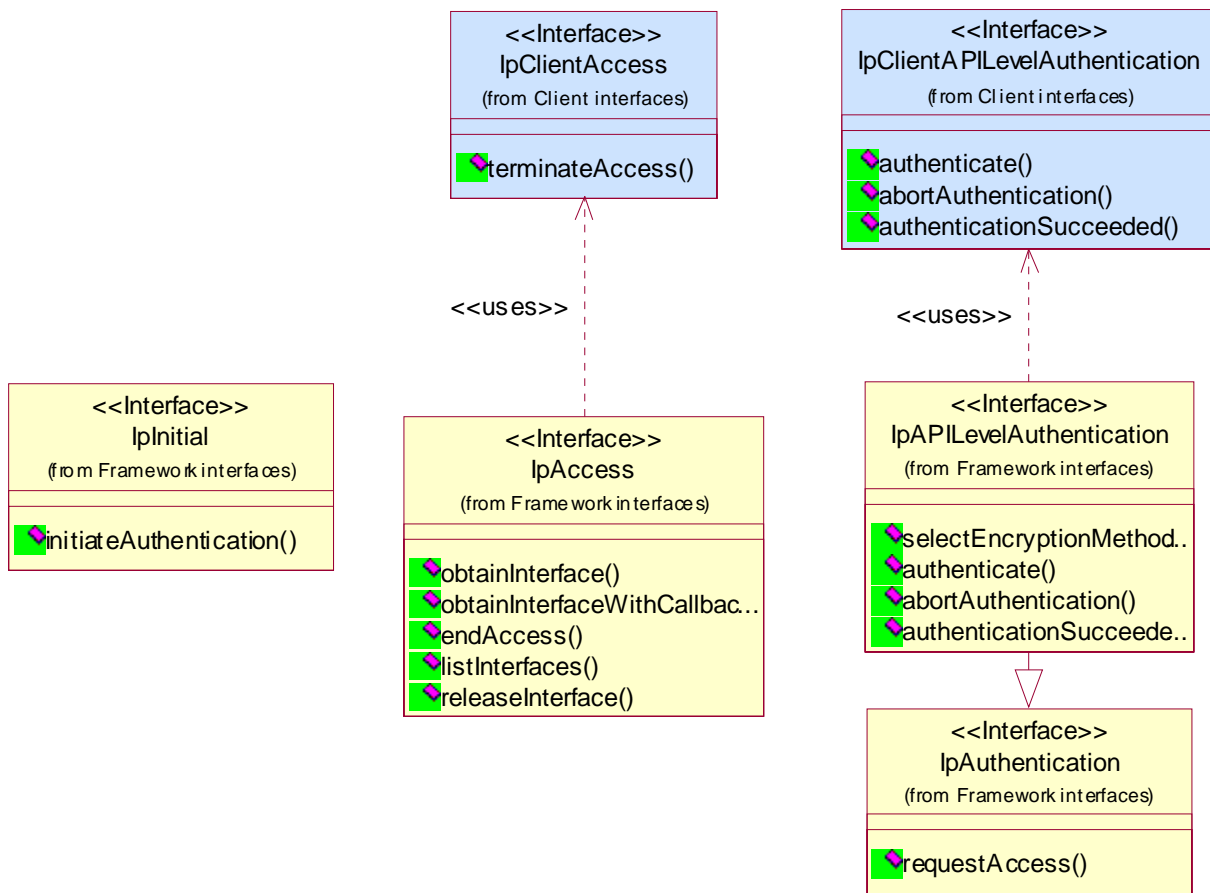 <<Interface>>
IpClientAccess
(from Client interfaces)
terminateAccess()
<<Interface>>
IpClientAPILevelAuthentication
(from Client interfaces)
authenticate()
abortAuthentication()
authenticationSucceeded()
<<uses>>
<<uses>>
<<Interface>>
IpInitial
(from Framework interfaces)
initiateAuthentication()
<<Interface>>
IpAccess
(from Framework interfaces)
obtainInterface()
obtainInterfaceWithCallbac...
endAccess()
listInterfaces()
releaseInterface()
<<Interface>>
IpAPILevelAuthentication
(from Framework interfaces)
selectEncryptionMethod..
authenticate()
abortAuthentication()
authenticationSucceede..
<<Interface>>
IpAuthentication
(from Framework interfaces)
requestAccess()